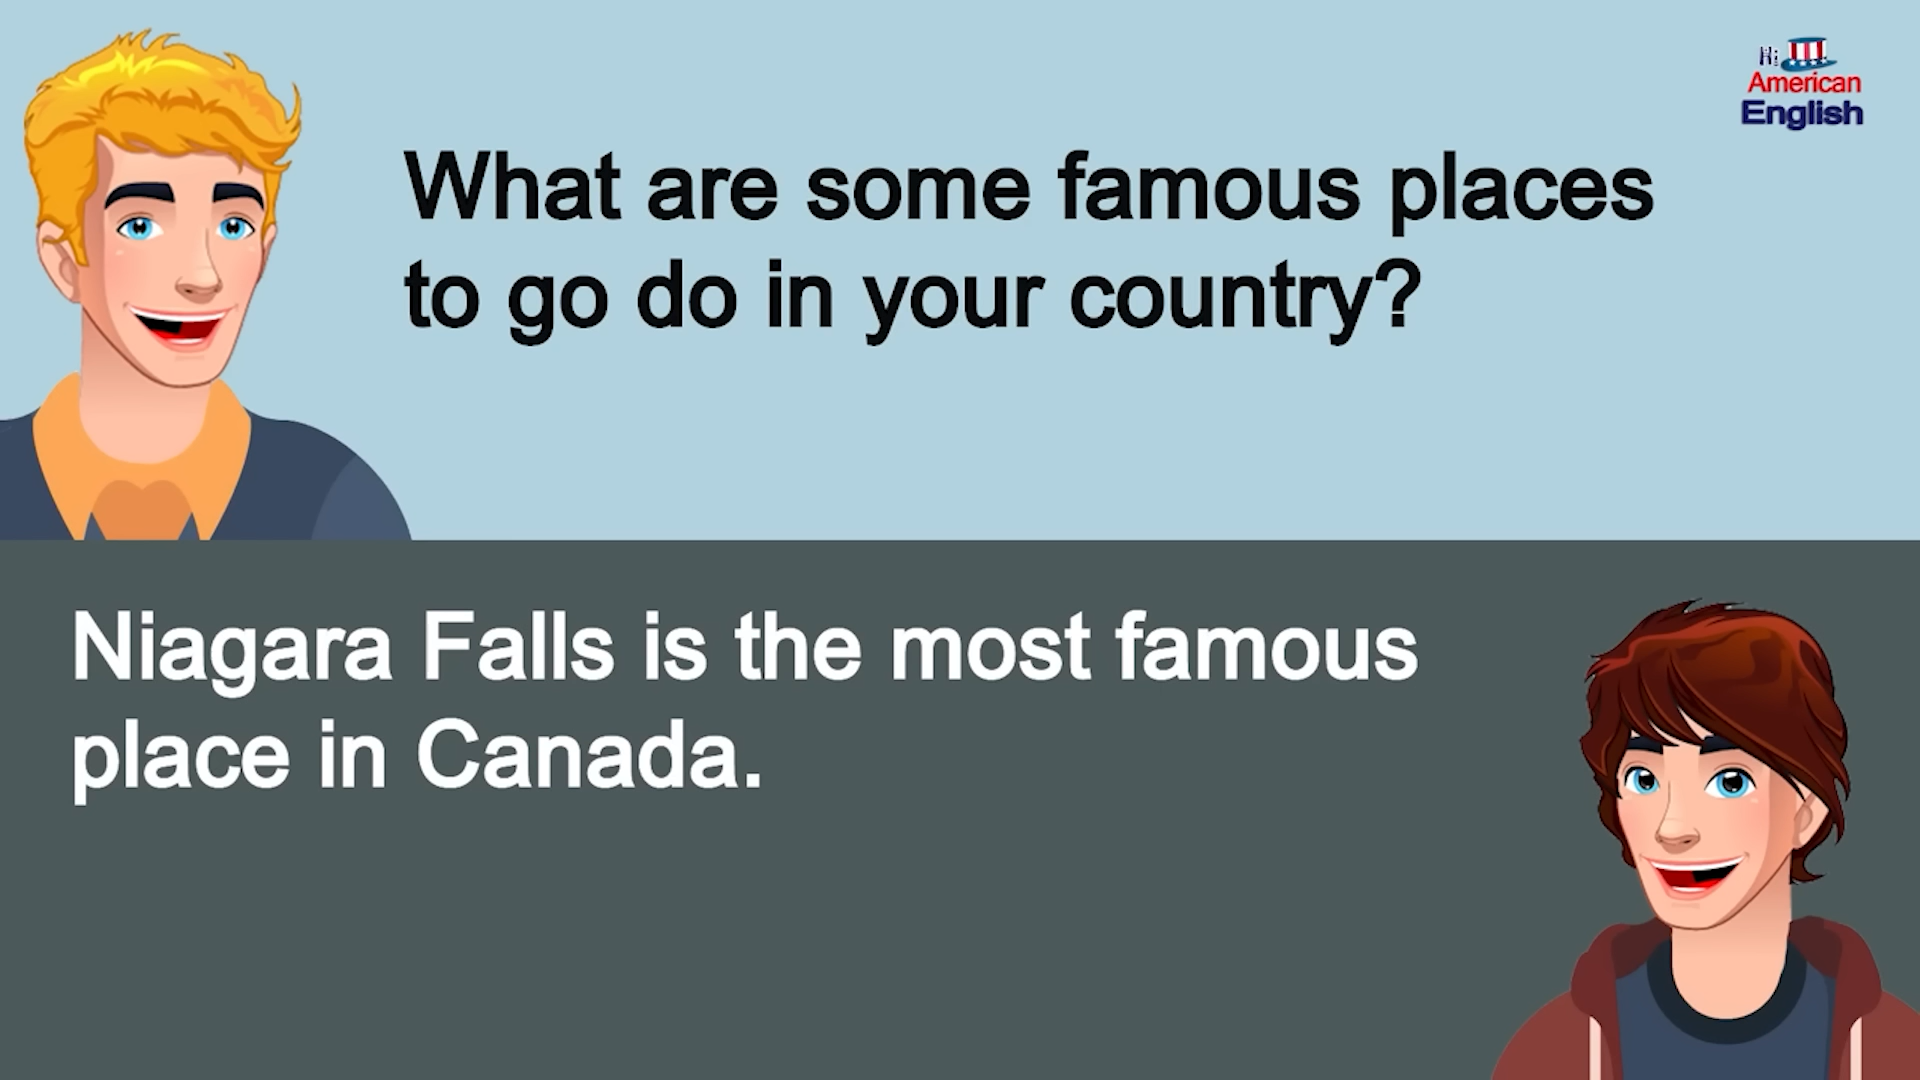 Hi
American
English
What are some famous places
to go do in your country?
Niagara Falls is the most famous
place in Canada.